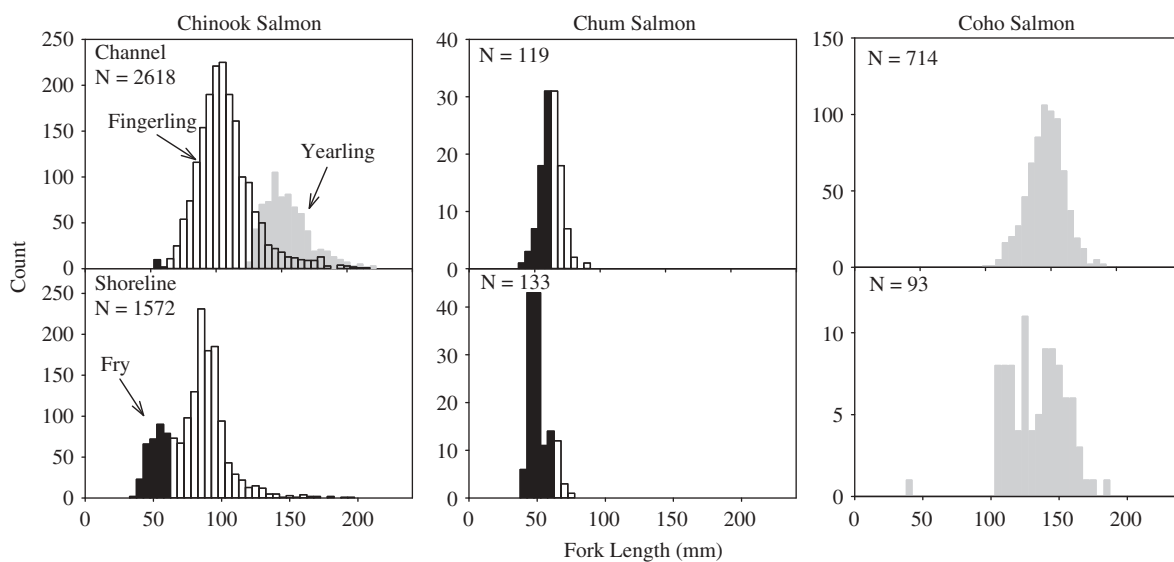 Chinook Salmon
Chum Salmon
Coho Salmon
250
200
150
100
50
0
Channel
N = 2618
Fingerling
Yearling
40
30
20
10
0
N = 119
150
100
50
0
N = 714
Count
250
200
150
100
50
0
Shoreline
N = 1572
Fry
40
30
20
10
0
N = 133
10
5
0
N = 93
0 50 100 150 200
0 50 100 150 200
0 50 100 150 200
Fork Length (mm)